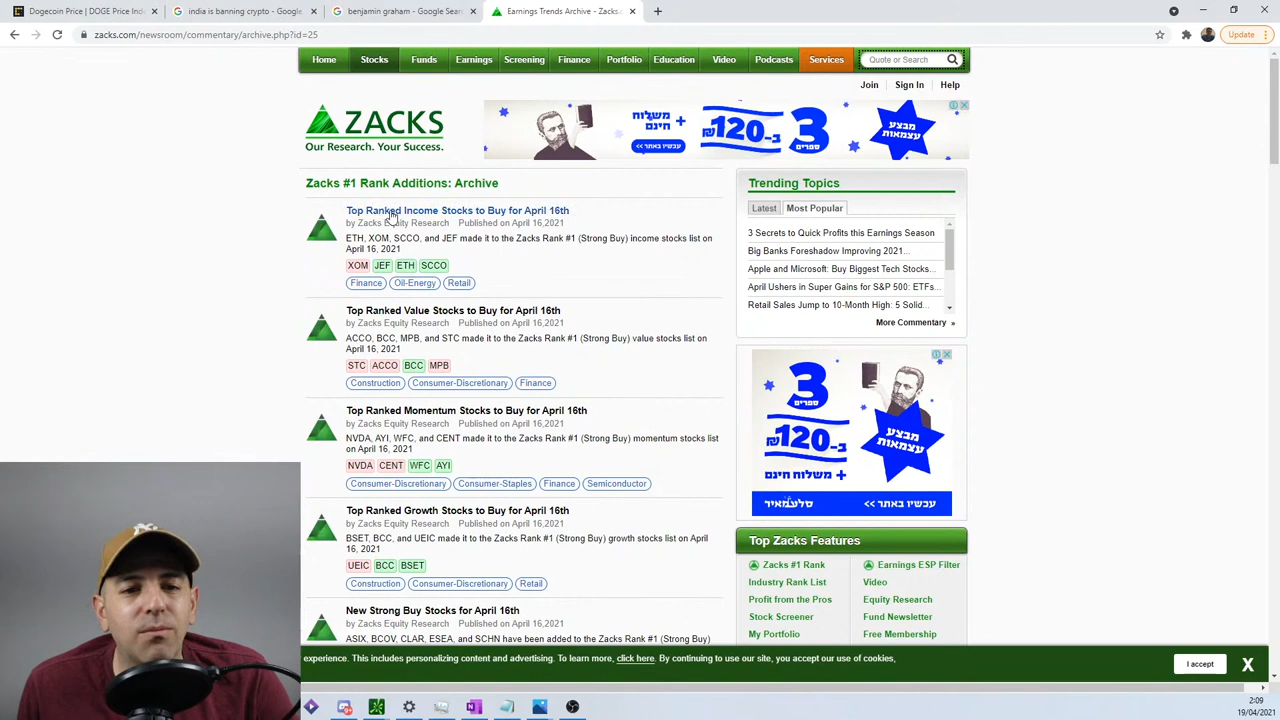 Dogecoin Price | DOGE Price Ind
india is banning crypto - Google
benjamin graham - Google Search
Earnings Trends Archive - Zacks.
zacks.com/newsroom/commentary/archive.php?id=25
Update
Home
Stocks
Funds
Earnings
Screening
Finance
Portfolio
Education
Video
Podcasts
Services
Quote or Search
Join
Sign In
Help
ZACKS
Our Research. Your Success.
משלוח
חינם
+
עכשיו באתר >>
₪120-ב
3
ספרים
מבצע
עצמאות
Zacks #1 Rank Additions: Archive
Top Ranked Income Stocks to Buy for April 16th
by Zacks Equity Research Published on April 16,2021
ETH, XOM, SCCO, and JEF made it to the Zacks Rank #1 (Strong Buy) income stocks list on
April 16, 2021
XOM JEF ETH SCCO
Finance Oil-Energy Retail
Top Ranked Value Stocks to Buy for April 16th
by Zacks Equity Research Published on April 16,2021
ACCO, BCC, MPB, and STC made it to the Zacks Rank #1 (Strong Buy) value stocks list on
April 16, 2021
STC ACCO BCC MPB
Construction Consumer-Discretionary Finance
Top Ranked Momentum Stocks to Buy for April 16th
by Zacks Equity Research Published on April 16,2021
NVDA, AYI, WFC, and CENT made it to the Zacks Rank #1 (Strong Buy) momentum stocks list
on April 16, 2021
NVDA CENT WFC AYI
Consumer-Discretionary Consumer-Staples Finance Semiconductor
Top Ranked Growth Stocks to Buy for April 16th
by Zacks Equity Research Published on April 16,2021
BSET, BCC, and UEIC made it to the Zacks Rank #1 (Strong Buy) growth stocks list on April
16, 2021
UEIC BCC BSET
Construction Consumer-Discretionary Retail
New Strong Buy Stocks for April 16th
ASIX, BCOV, CLAR, ESEA, and SCHN have been added to the Zacks Rank #1 (Strong Buy)
Trending Topics
Latest Most Popular
3 Secrets to Quick Profits this Earnings Season
Big Banks Foreshadow Improving 2021...
Apple and Microsoft: Buy Biggest Tech Stocks...
April Ushers in Super Gains for S&P 500: ETFs...
Retail Sales Jump to 10-Month High: 5 Solid...
More Commentary »
3
ספרים
₪120-ב
+ משלוח חינם
מבצע
עצמאות
עכשיו באתר >>
סלעמאיר
Top Zacks Features
Zacks #1 Rank
Industry Rank List
Profit from the Pros
Stock Screener
My Portfolio
Earnings ESP Filter
Video
Equity Research
Fund Newsletter
Free Membership
experience. This includes personalizing content and advertising. To learn more, click here. By continuing to use our site, you accept our use of cookies,
I accept
X
2:09
19/04/2021